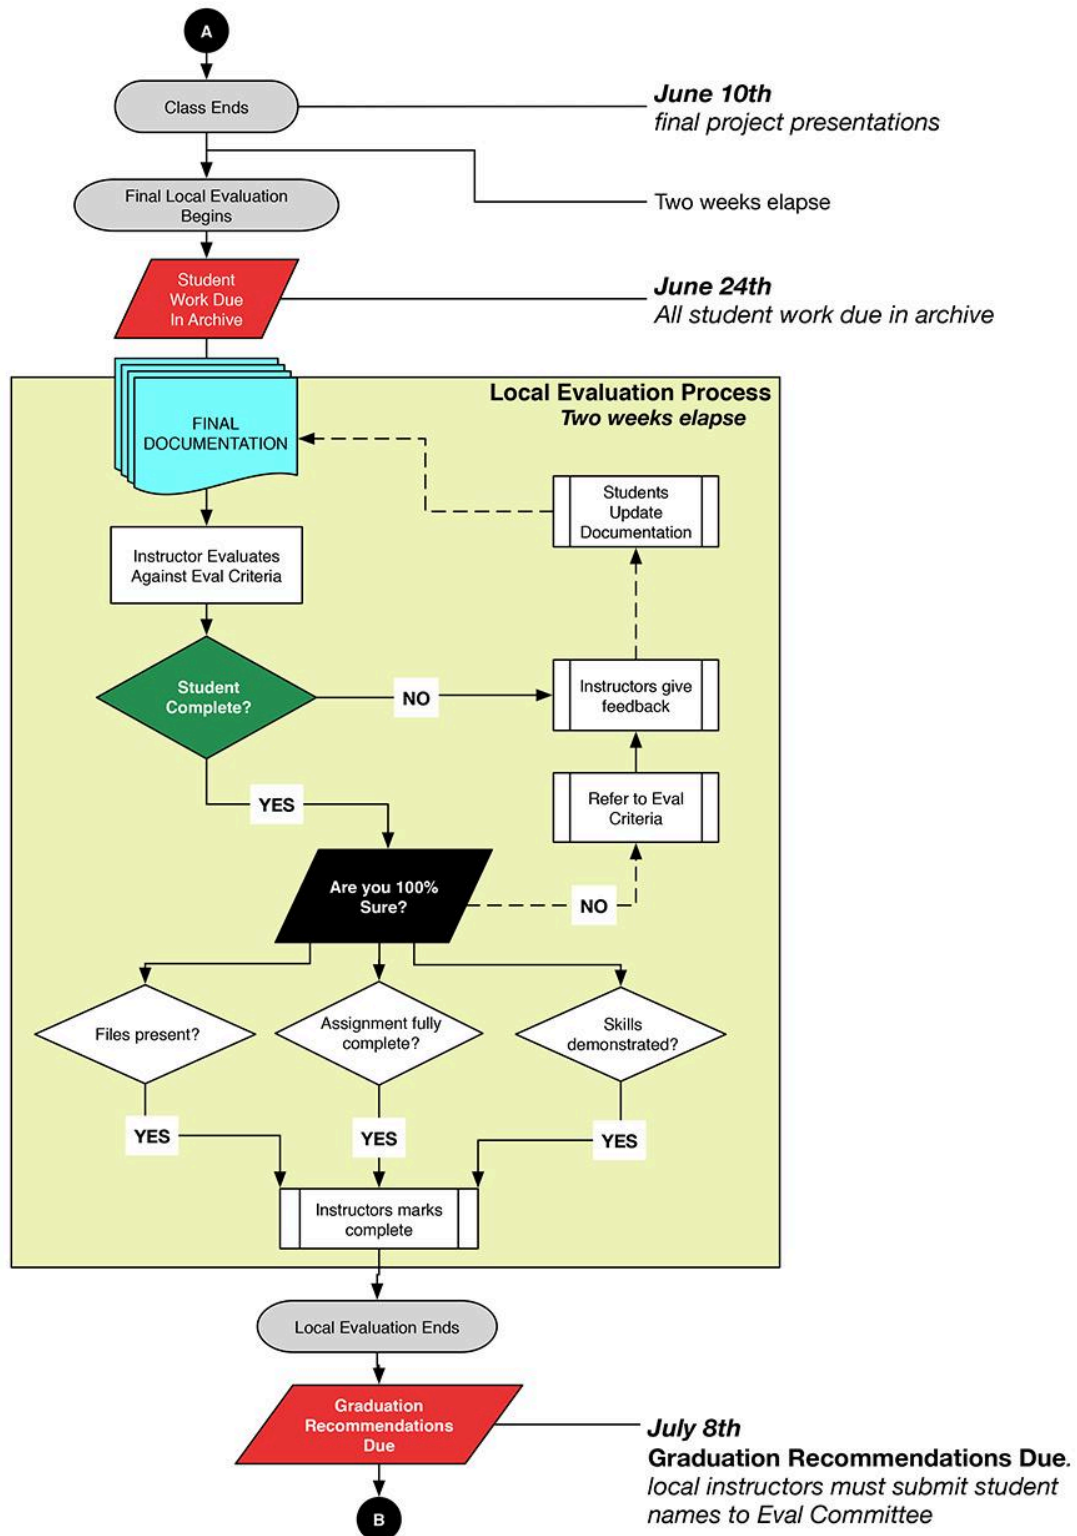 A
Class Ends
June 10th
final project presentations
Final Local Evaluation
Begins
Two weeks elapse
Student
Work Due
In Archive
June 24th
All student work due in archive
Local Evaluation Process
Two weeks elapse
FINAL
DOCUMENTATION
Students
Update
Documentation
Instructor Evaluates
Against Eval Criteria
Student
Complete?
NO
Instructors give
feedback
YES
Refer to Eval
Criteria
Are you 100%
Sure?
NO
Files present?
Assignment fully
complete?
Skills
demonstrated?
YES
YES
YES
Instructors marks
complete
Local Evaluation Ends
Graduation
Recommendations
Due
July 8th
Graduation Recommendations Due.
local instructors must submit student
names to Eval Committee
B